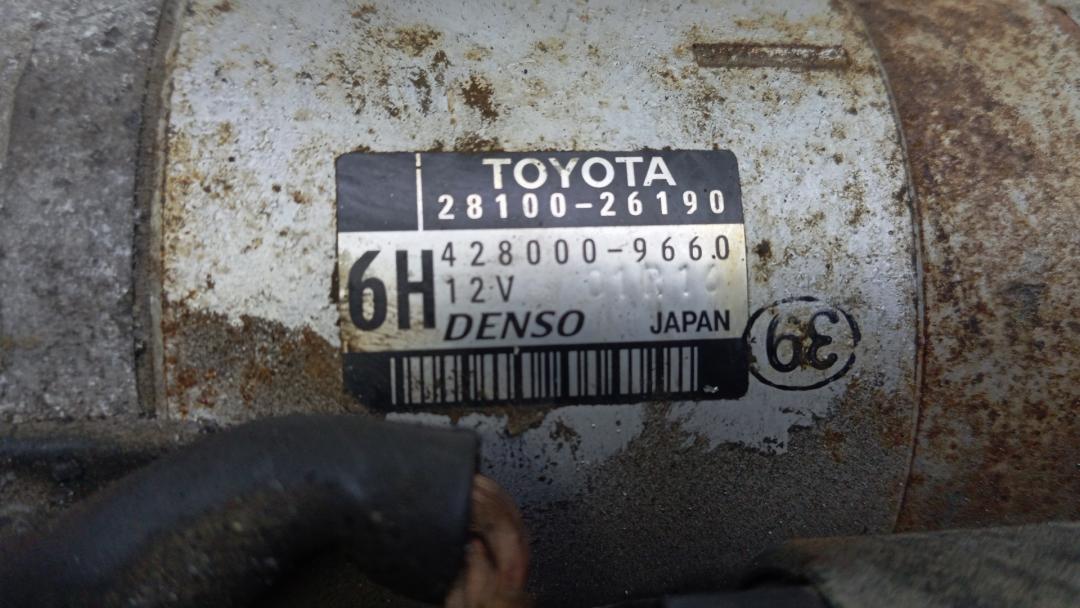 TOYOTA
28100-26190
6H
428000-9660
12V
DENSO JAPAN
39